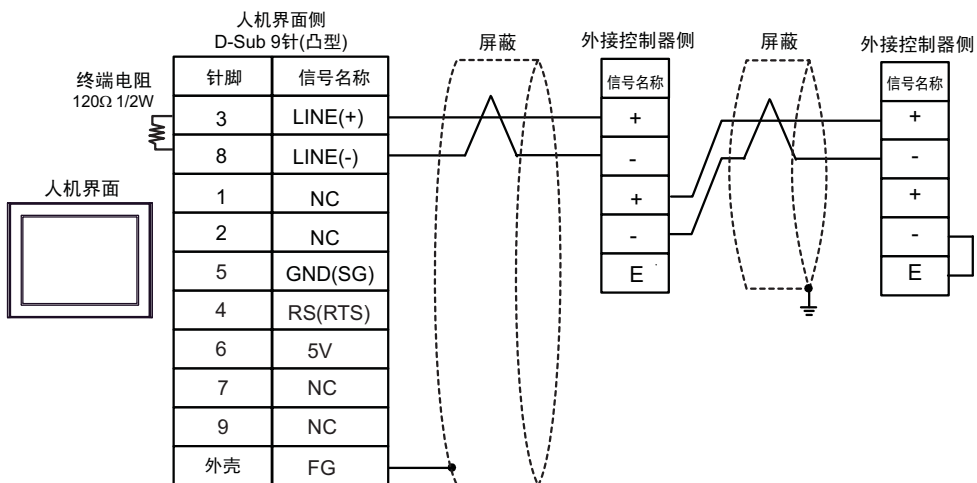 人机界面侧
D-Sub 9针(凸型)
屏蔽
外接控制器侧
屏蔽
外接控制器侧
终端电阻
120Ω 1/2W
人机界面
针脚 信号名称
3 LINE(+)
8 LINE(-)
1 NC
2 NC
5 GND(SG)
4 RS(RTS)
6 5V
7 NC
9 NC
外壳 FG
信号名称
+
-
+
-
E
信号名称
+
-
+
-
E